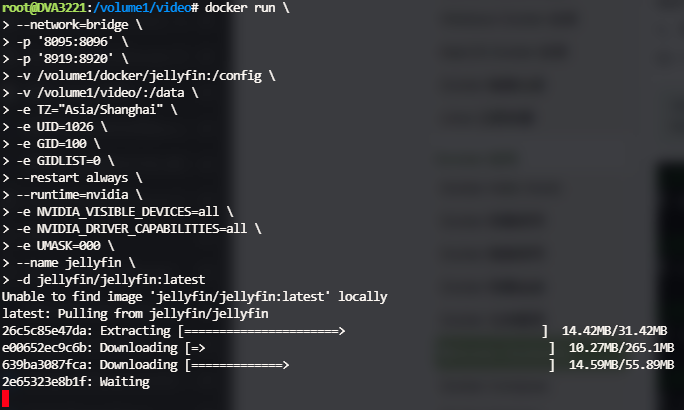 root@DVA3221:/volume1/video# docker run \
> --network=bridge \
> -p '8095:8096' \
> -p '8919:8920' \
> -v /volume1/docker/jellyfin:/config \
> -v /volume1/video/:/data \
> -e TZ="Asia/Shanghai" \
> -e UID=1026 \
> -e GID=100 \
> -e GIDLIST=0 \
> --restart always \
> --runtime=nvidia \
> -e NVIDIA_VISIBLE_DEVICES=all \
> -e NVIDIA_DRIVER_CAPABILITIES=all \
> -e UMASK=000 \
> --name jellyfin \
> -d jellyfin/jellyfin:latest
Unable to find image 'jellyfin/jellyfin:latest' locally
latest: Pulling from jellyfin/jellyfin
26c5c85e47da: Extracting [======================>                            ]  14.42MB/31.42MB
e00652ec9c6b: Downloading [=>                                                 ]  10.27MB/265.1MB
639ba3087fca: Downloading [=============>                                     ]  14.59MB/55.89MB
2e65323e8b1f: Waiting